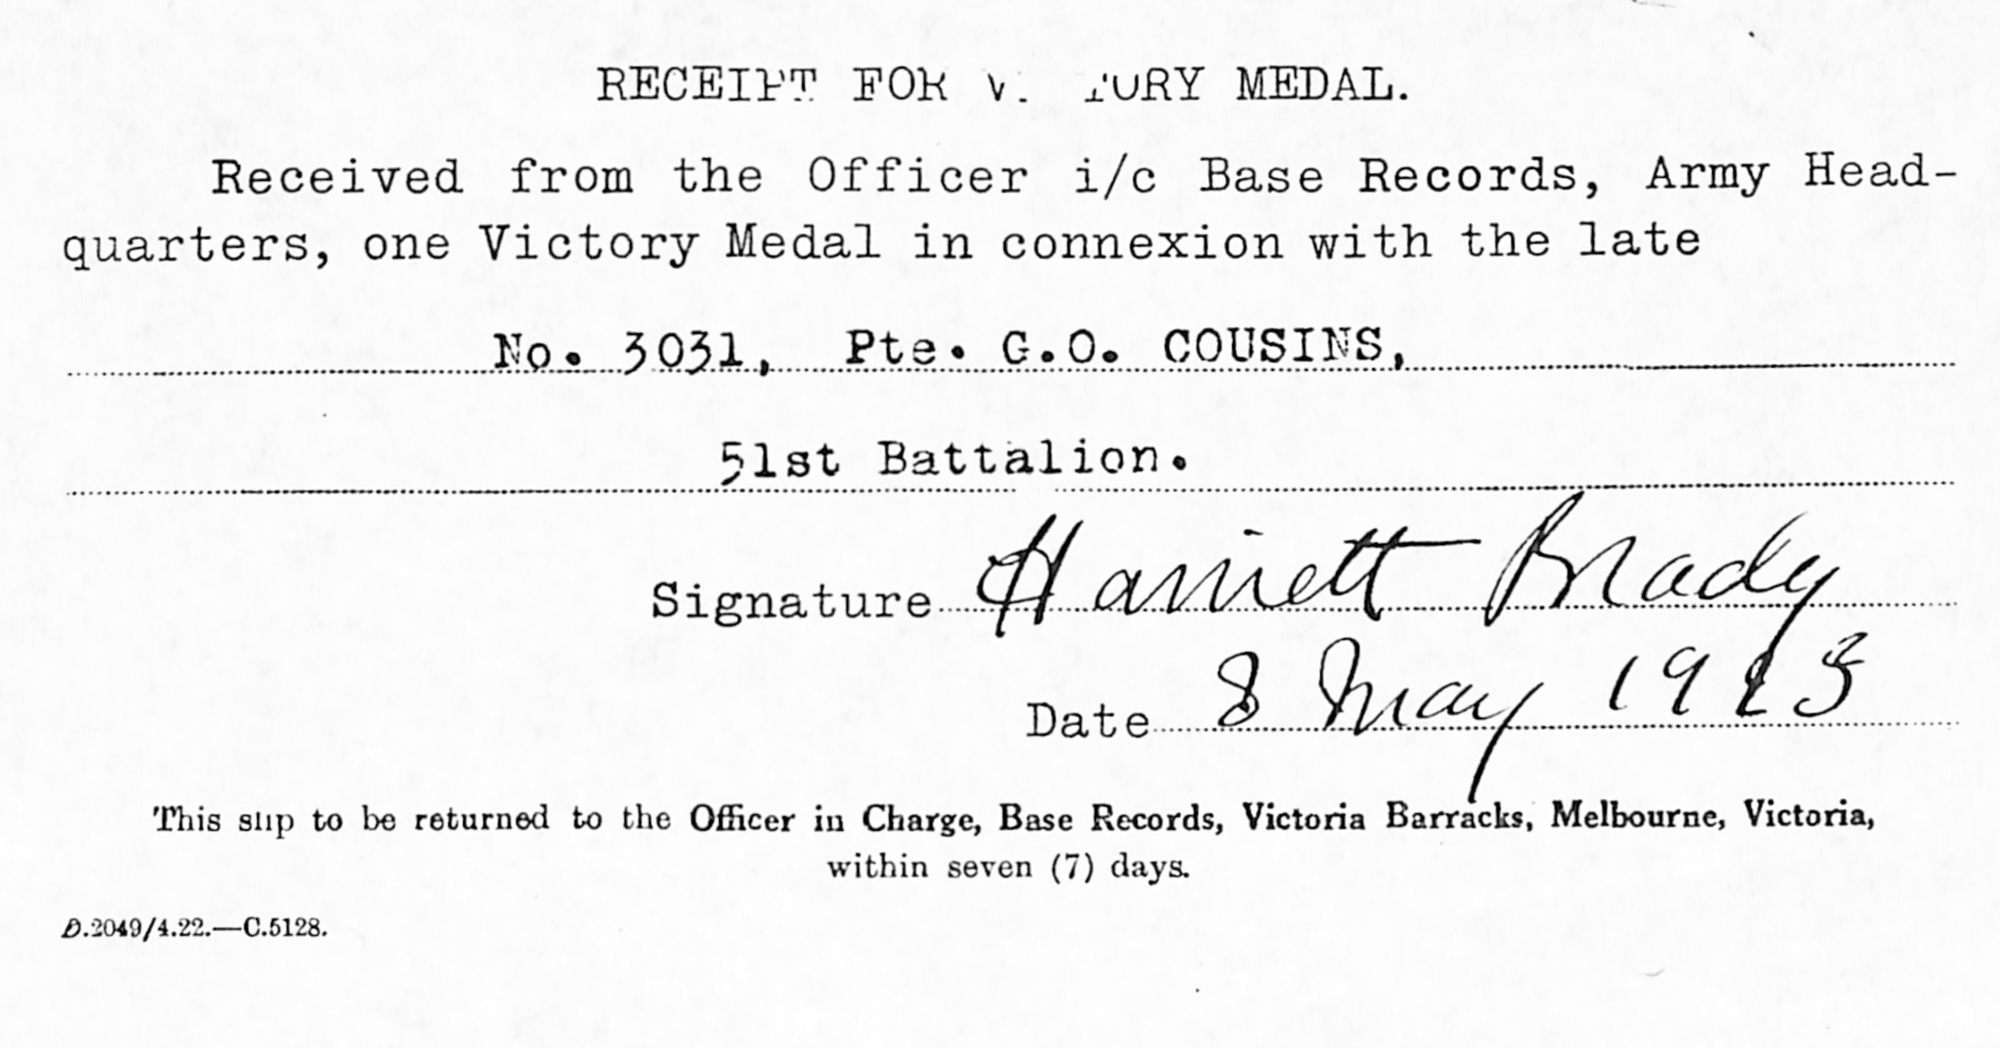 RECEIPT FOR VICTORY MEDAL.
Received from the Officer i/c Base Records, Army Head-
quarters, one Victory Medal in connexion with the late
No. 3031, Pte. G.O. COUSINS,
51st Battalion.
Signature Harriett Brady
Date 8 May 1923
This slip to be returned to the Officer in Charge, Base Records, Victoria Barracks, Melbourne, Victoria,
within seven (7) days.
D.2049/4.22.—C.5128.